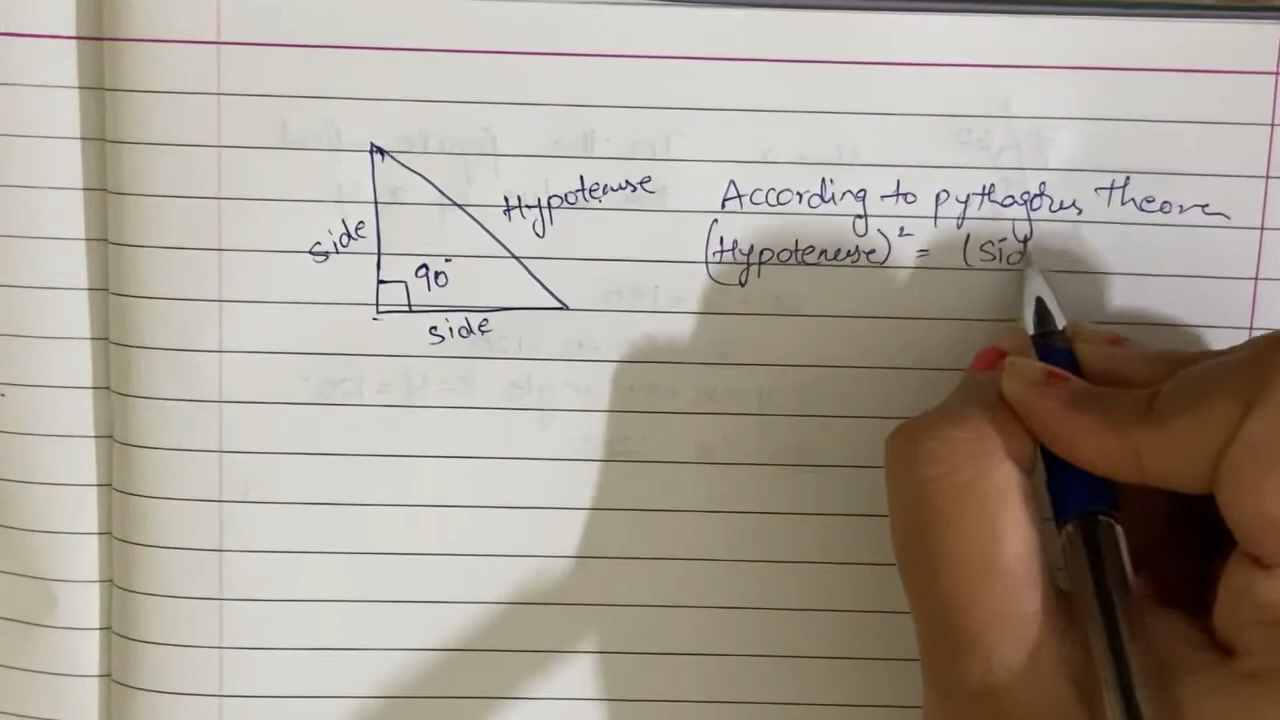 Hypotenuse
side
90°
side
According to pythagorus theorem
(Hypotenuse)² = (sid